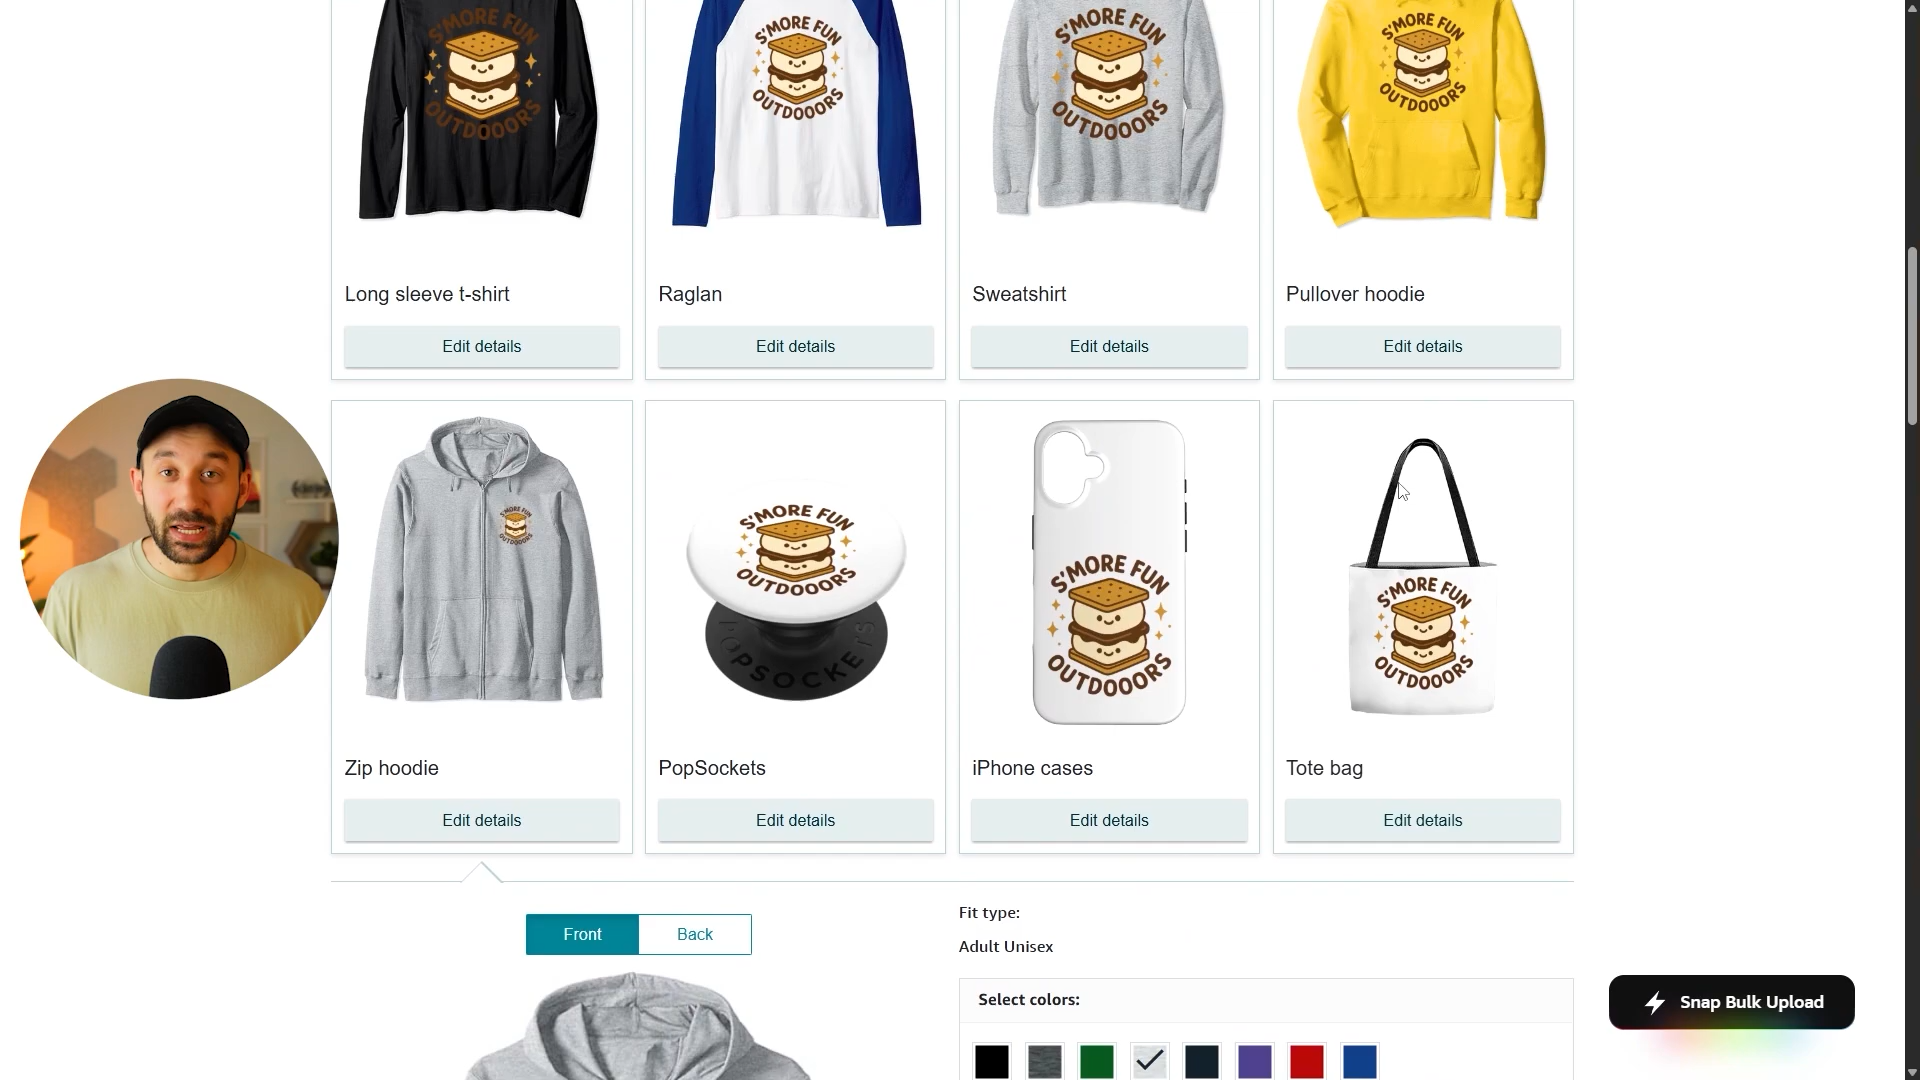 S'MORE FUN
OUTDOOORS
S'MORE FUN
OUTDOOORS
S'MORE FUN
OUTDOOORS
S'MORE FUN
OUTDOOORS
Long sleeve t-shirt
Raglan
Sweatshirt
Pullover hoodie
Edit details
Edit details
Edit details
Edit details
S'MORE FUN
OUTDOOORS
S'MORE FUN
OUTDOOORS
POPSOCKETS
S'MORE FUN
OUTDOOORS
S'MORE FUN
OUTDOOORS
Zip hoodie
PopSockets
iPhone cases
Tote bag
Edit details
Edit details
Edit details
Edit details
Front
Back
Fit type:
Adult Unisex
Select colors:
Snap Bulk Upload